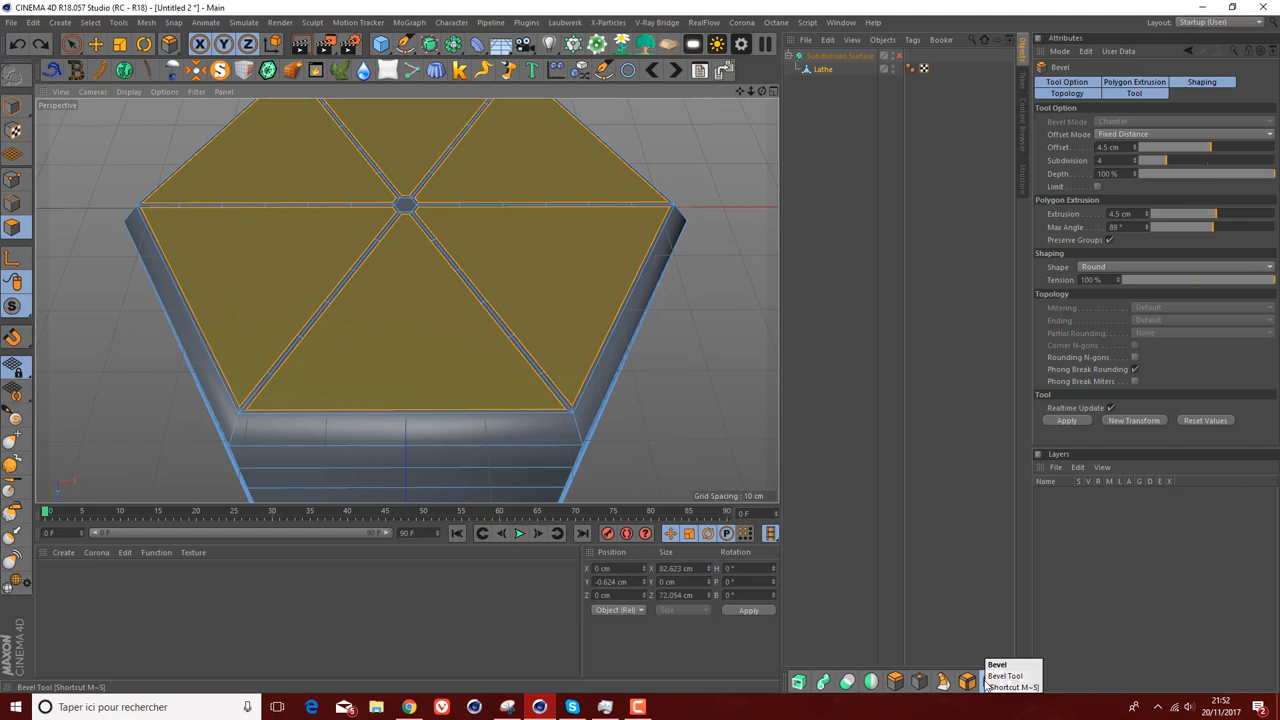 CINEMA 4D R18.057 Studio (RC - R18) - [Untitled 2 *] - Main
File Edit Create Select Tools Mesh Snap Animate Simulate Render Sculpt Motion Tracker MoGraph Character Pipeline Plugins Laubwerk X-Particles V-Ray Bridge RealFlow Corona Octane Script Window Help
Layout: Startup (User)
View Cameras Display Options Filter Panel
Perspective
Grid Spacing : 10 cm
File Edit View Objects Tags Bookr
Subdivision Surface
Lathe
Objects
Takes
Content Browser
Structure
Attributes
Mode Edit User Data
Bevel
Tool Option Polygon Extrusion Shaping
Topology Tool
Tool Option
Bevel Mode Chamfer
Offset Mode Fixed Distance
Offset 4.5 cm
Subdivision 4
Depth 100 %
Limit
Polygon Extrusion
Extrusion 4.5 cm
Max Angle 89 °
Preserve Groups
Shaping
Shape Round
Tension 100 %
Topology
Mitering Default
Ending Default
Partial Rounding None
Corner N-gons
Rounding N-gons
Phong Break Rounding
Phong Break Miters
Tool
Realtime Update
Apply New Transform Reset Values
Layers
File Edit View
Name S V R M L A G D E X
0 5 10 15 20 25 30 35 40 45 50 55 60 65 70 75 80 85 90 0 F
0 F 0 F 90 F 90 F
Create Corona Edit Function Texture
Position Size Rotation
X 0 cm X 82.623 cm H 0 °
Y -0.624 cm Y 0 cm P 0 °
Z 0 cm Z 72.054 cm B 0 °
Object (Rel) Size Apply
MAXON
CINEMA 4D
Bevel
Bevel Tool
[Shortcut M~S]
Bevel Tool [Shortcut M~S]
Taper ici pour rechercher
21:52
20/11/2017
2